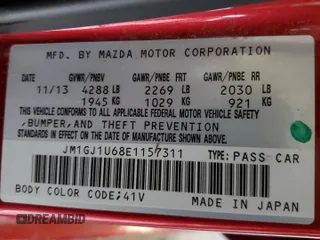 MFD. BY MAZDA MOTOR CORPORATION
GVWR/PNBV GAWR/PNBE FRT GAWR/PNBE RR
11/13 4288 LB 2269 LB 2030 LB
1945 KG 1029 KG 921 KG
THIS VEHICLE CONFORMS TO ALL APPLICABLE FEDERAL MOTOR VEHICLE SAFETY,
BUMPER, AND THEFT PREVENTION
STANDARDS IN EFFECT ON THE DATE OF MANUFACTURE SHOWN ABOVE.
JM1GJ1U68E1157311 TYPE: PASS CAR
BODY COLOR CODE: 41V
MADE IN JAPAN
DREAMBID